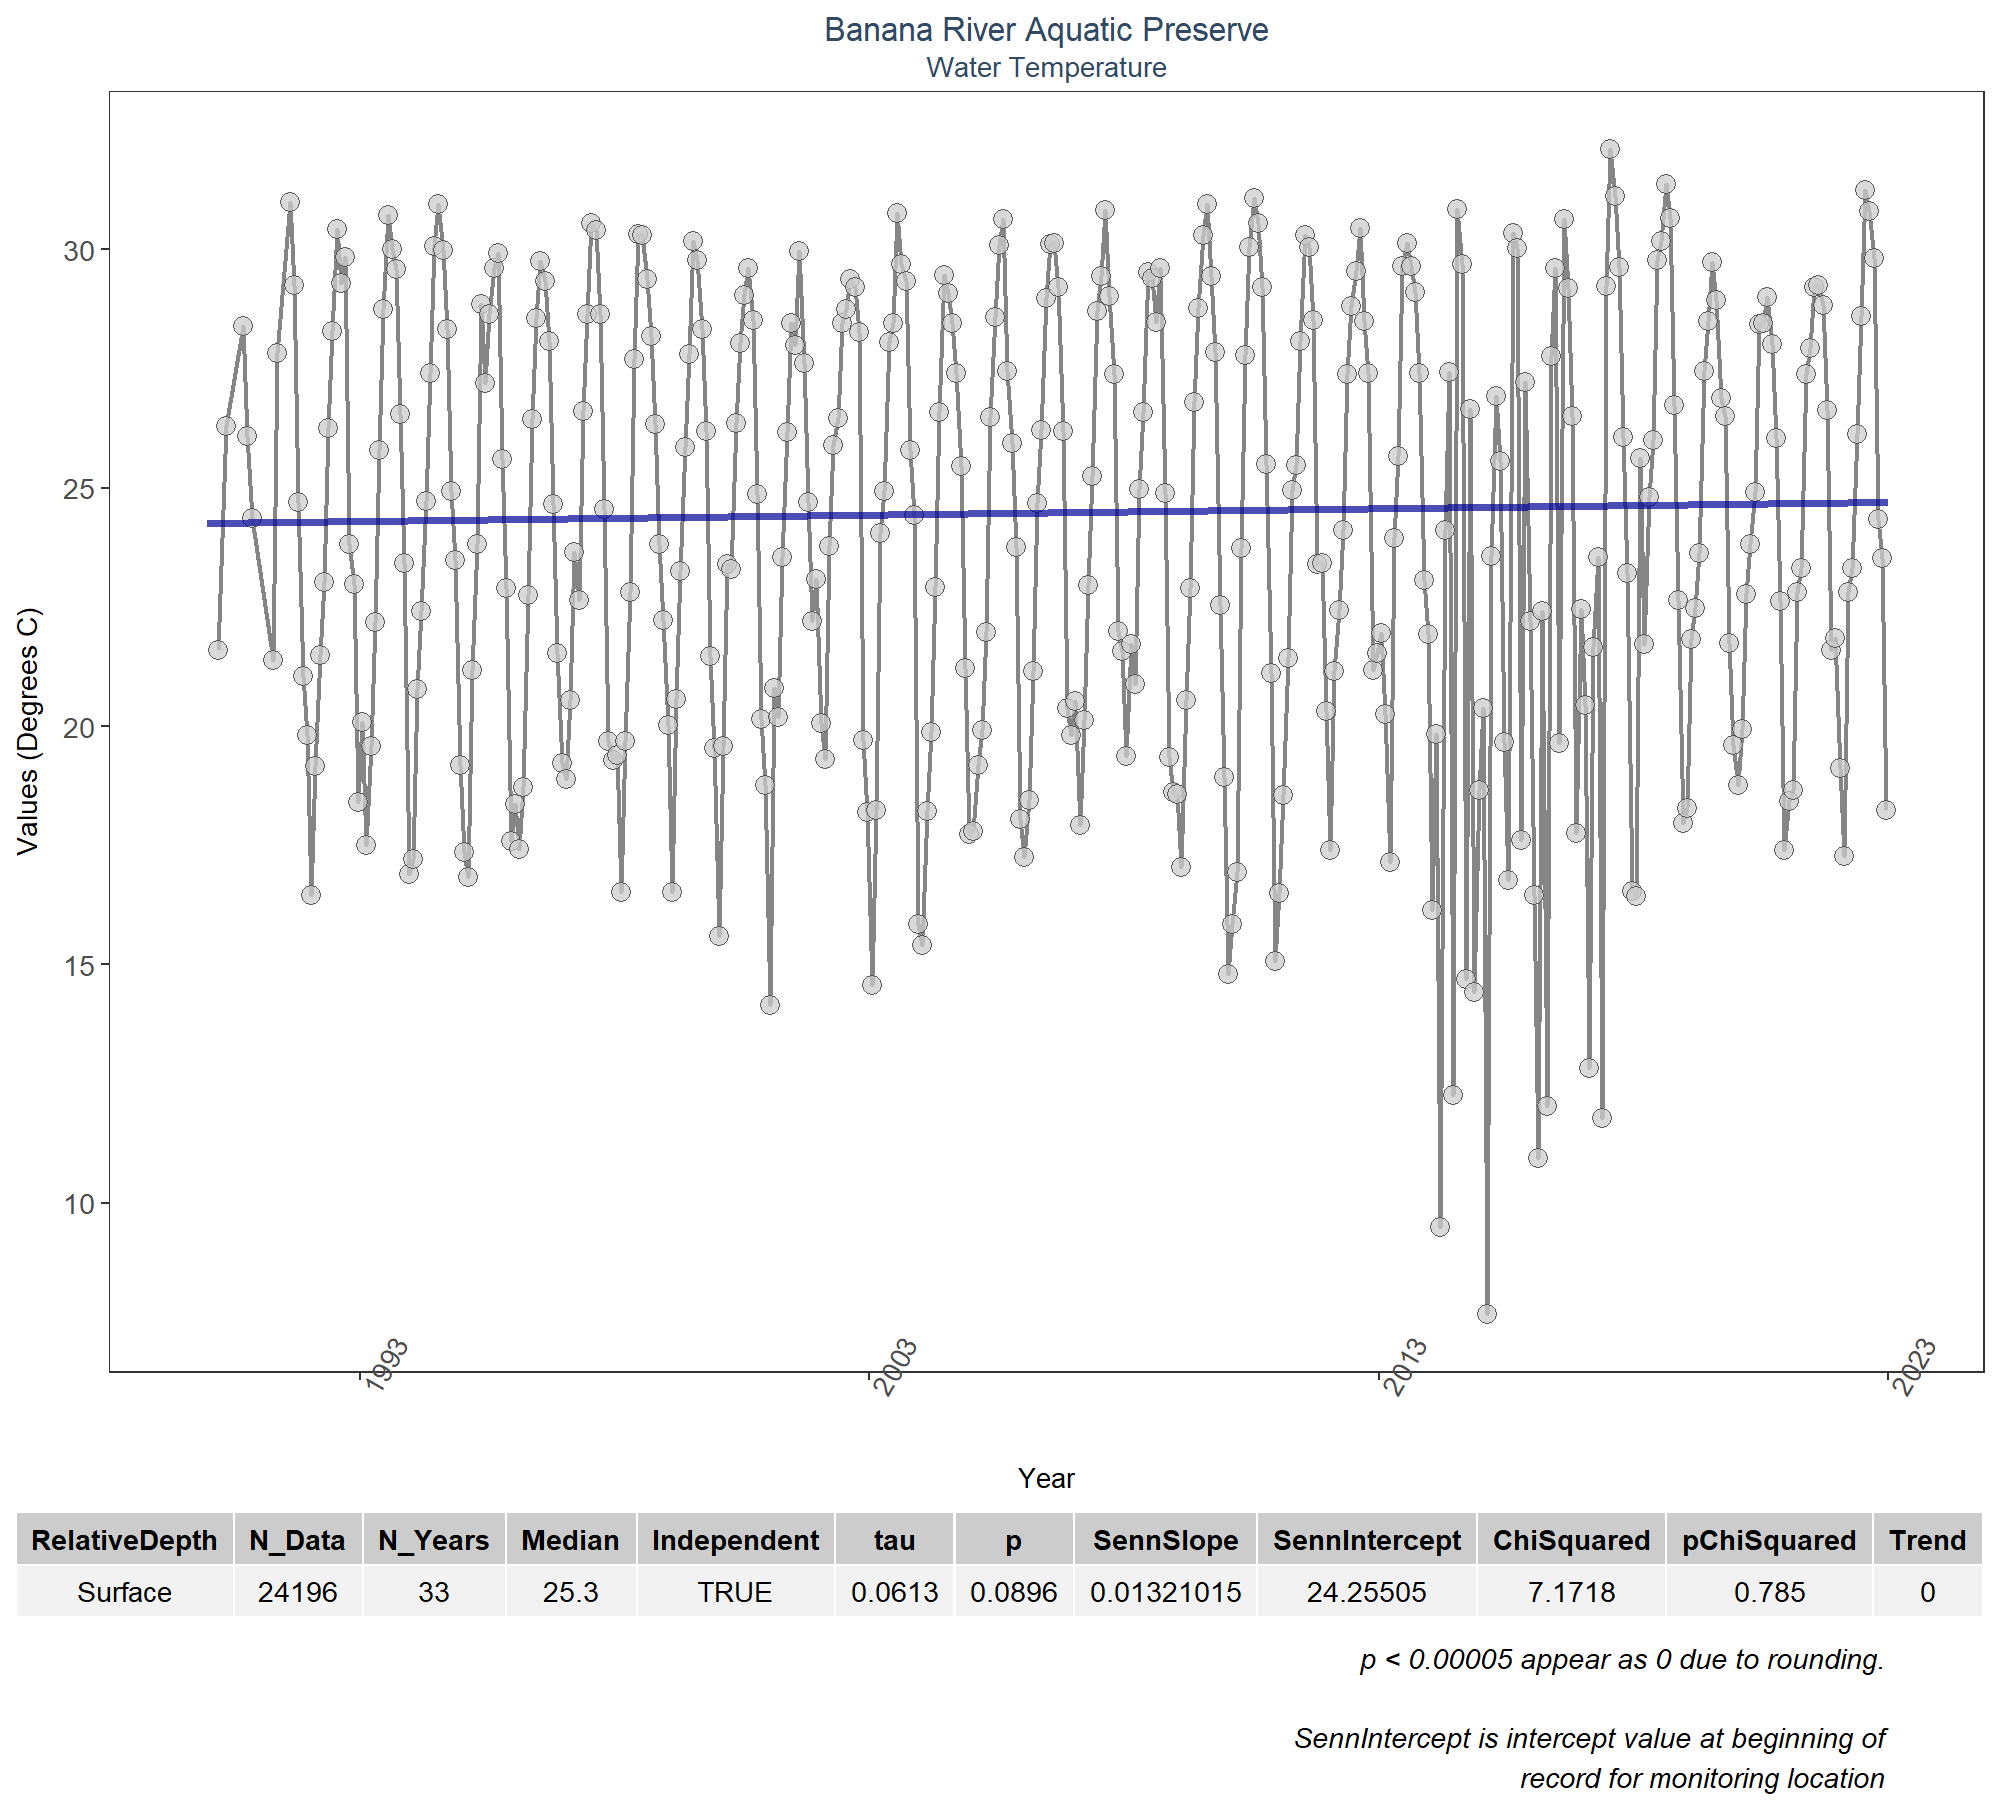 Banana River Aquatic Preserve
Water Temperature
Values (Degrees C)
30
25
20
15
10
1993
2003
2013
2023
Year
RelativeDepth N_Data N_Years Median Independent tau p SennSlope SennIntercept ChiSquared pChiSquared Trend
Surface 24196 33 25.3 TRUE 0.0613 0.0896 0.01321015 24.25505 7.1718 0.785 0
p < 0.00005 appear as 0 due to rounding.
SennIntercept is intercept value at beginning of
record for monitoring location